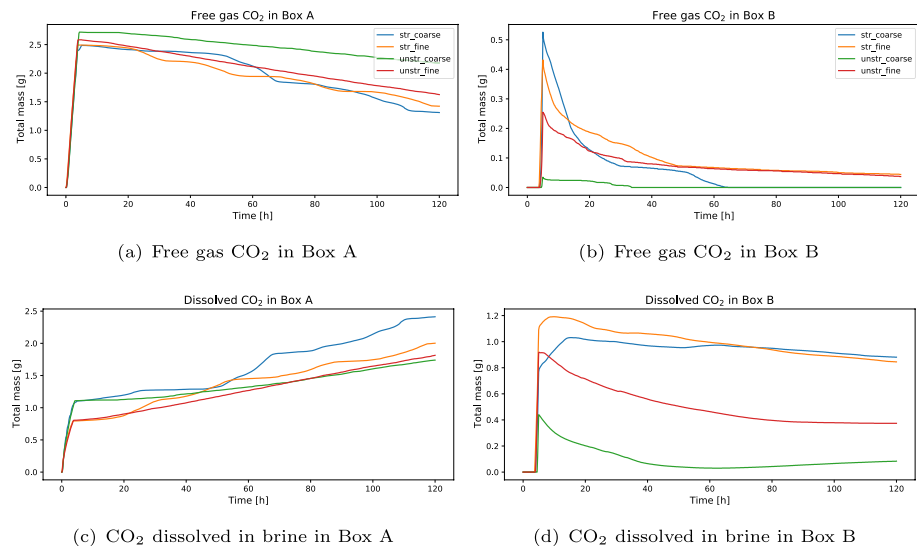 Free gas CO₂ in Box A
Total mass [g]
2.5
2.0
1.5
1.0
0.5
0.0
str_coarse
str_fine
unstr_coarse
unstr_fine
0 20 40 60 80 100 120
Time [h]
(a) Free gas CO₂ in Box A
Free gas CO₂ in Box B
Total mass [g]
0.5
0.4
0.3
0.2
0.1
0.0
str_coarse
str_fine
unstr_coarse
unstr_fine
0 20 40 60 80 100 120
Time [h]
(b) Free gas CO₂ in Box B
Dissolved CO₂ in Box A
Total mass [g]
2.5
2.0
1.5
1.0
0.5
0.0
0 20 40 60 80 100 120
Time [h]
(c) CO₂ dissolved in brine in Box A
Dissolved CO₂ in Box B
Total mass [g]
1.2
1.0
0.8
0.6
0.4
0.2
0.0
0 20 40 60 80 100 120
Time [h]
(d) CO₂ dissolved in brine in Box B